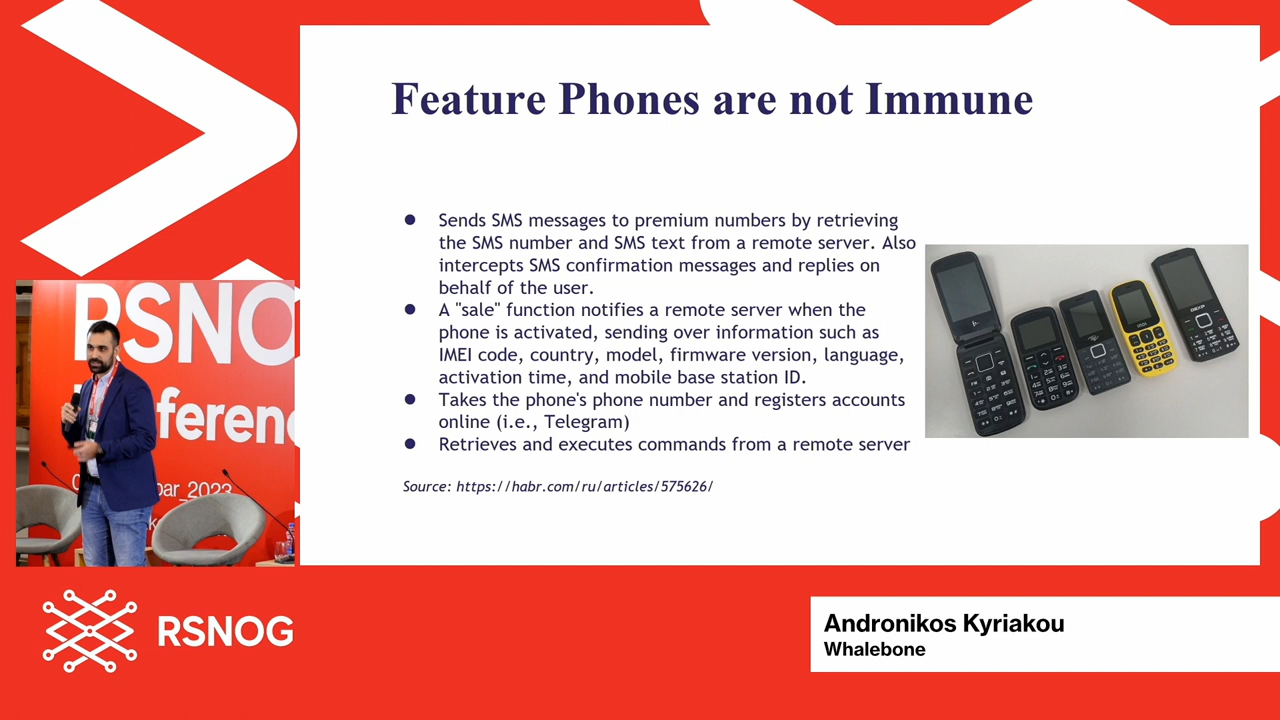 Feature Phones are not Immune
● Sends SMS messages to premium numbers by retrieving
the SMS number and SMS text from a remote server. Also
intercepts SMS confirmation messages and replies on
behalf of the user.
● A "sale" function notifies a remote server when the
phone is activated, sending over information such as
IMEI code, country, model, firmware version, language,
activation time, and mobile base station ID.
● Takes the phone's phone number and registers accounts
online (i.e., Telegram)
● Retrieves and executes commands from a remote server
Source: https://habr.com/ru/articles/575626/
RSNO
ferenc
bar_2023
RSNOG
Andronikos Kyriakou
Whalebone